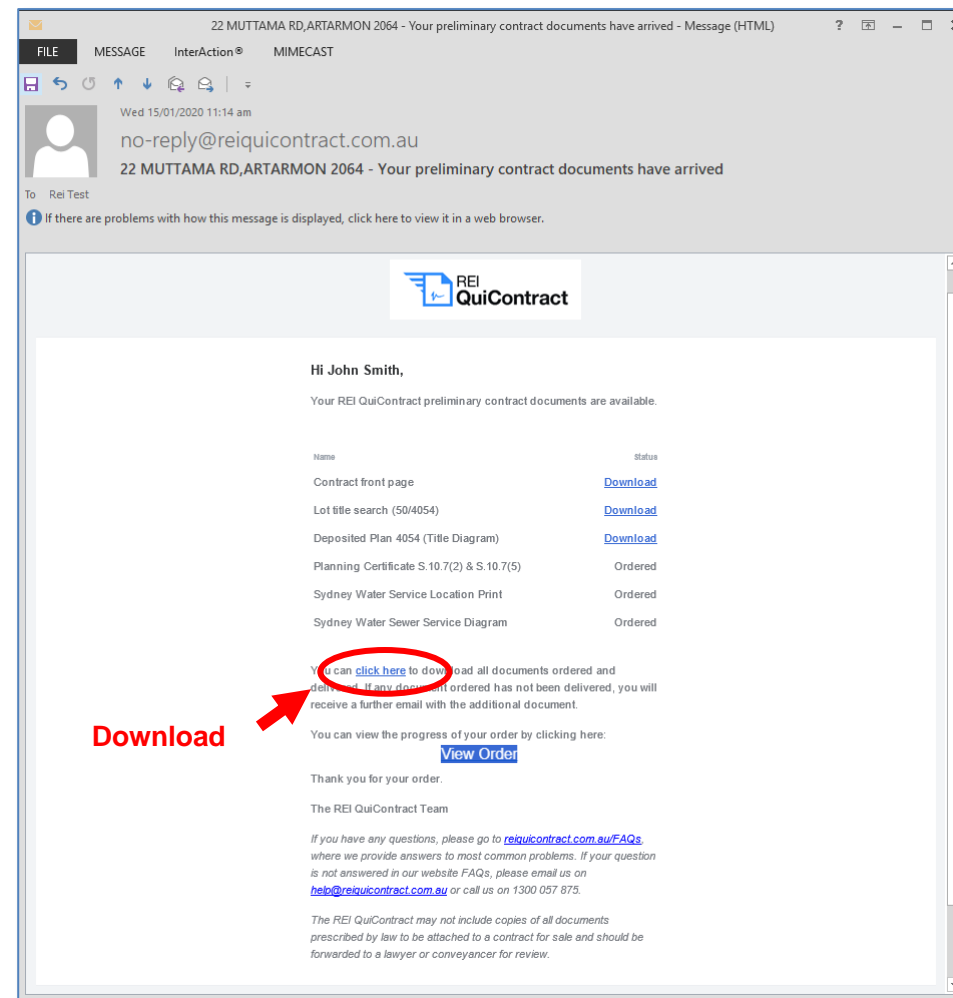 22 MUTTAMA RD,ARTARMON 2064 - Your preliminary contract documents have arrived - Message (HTML) ?
FILE MESSAGE InterAction® MIMECAST
Wed 15/01/2020 11:14 am
no-reply@reiquicontract.com.au
22 MUTTAMA RD,ARTARMON 2064 - Your preliminary contract documents have arrived
To Rei Test
If there are problems with how this message is displayed, click here to view it in a web browser.
REI
QuiContract
Hi John Smith,
Your REI QuiContract preliminary contract documents are available.
Name Status
Contract front page Download
Lot title search (50/4054) Download
Deposited Plan 4054 (Title Diagram) Download
Planning Certificate S.10.7(2) & S.10.7(5) Ordered
Sydney Water Service Location Print Ordered
Sydney Water Sewer Service Diagram Ordered
You can click here to download all documents ordered and
delivered. If any document ordered has not been delivered, you will
receive a further email with the additional document.
Download
You can view the progress of your order by clicking here:
View Order
Thank you for your order.
The REI QuiContract Team
If you have any questions, please go to reiquicontract.com.au/FAQs,
where we provide answers to most common problems. If your question
is not answered in our website FAQs, please email us on
help@reiquicontract.com.au or call us on 1300 057 875.
The REI QuiContract may not include copies of all documents
prescribed by law to be attached to a contract for sale and should be
forwarded to a lawyer or conveyancer for review.